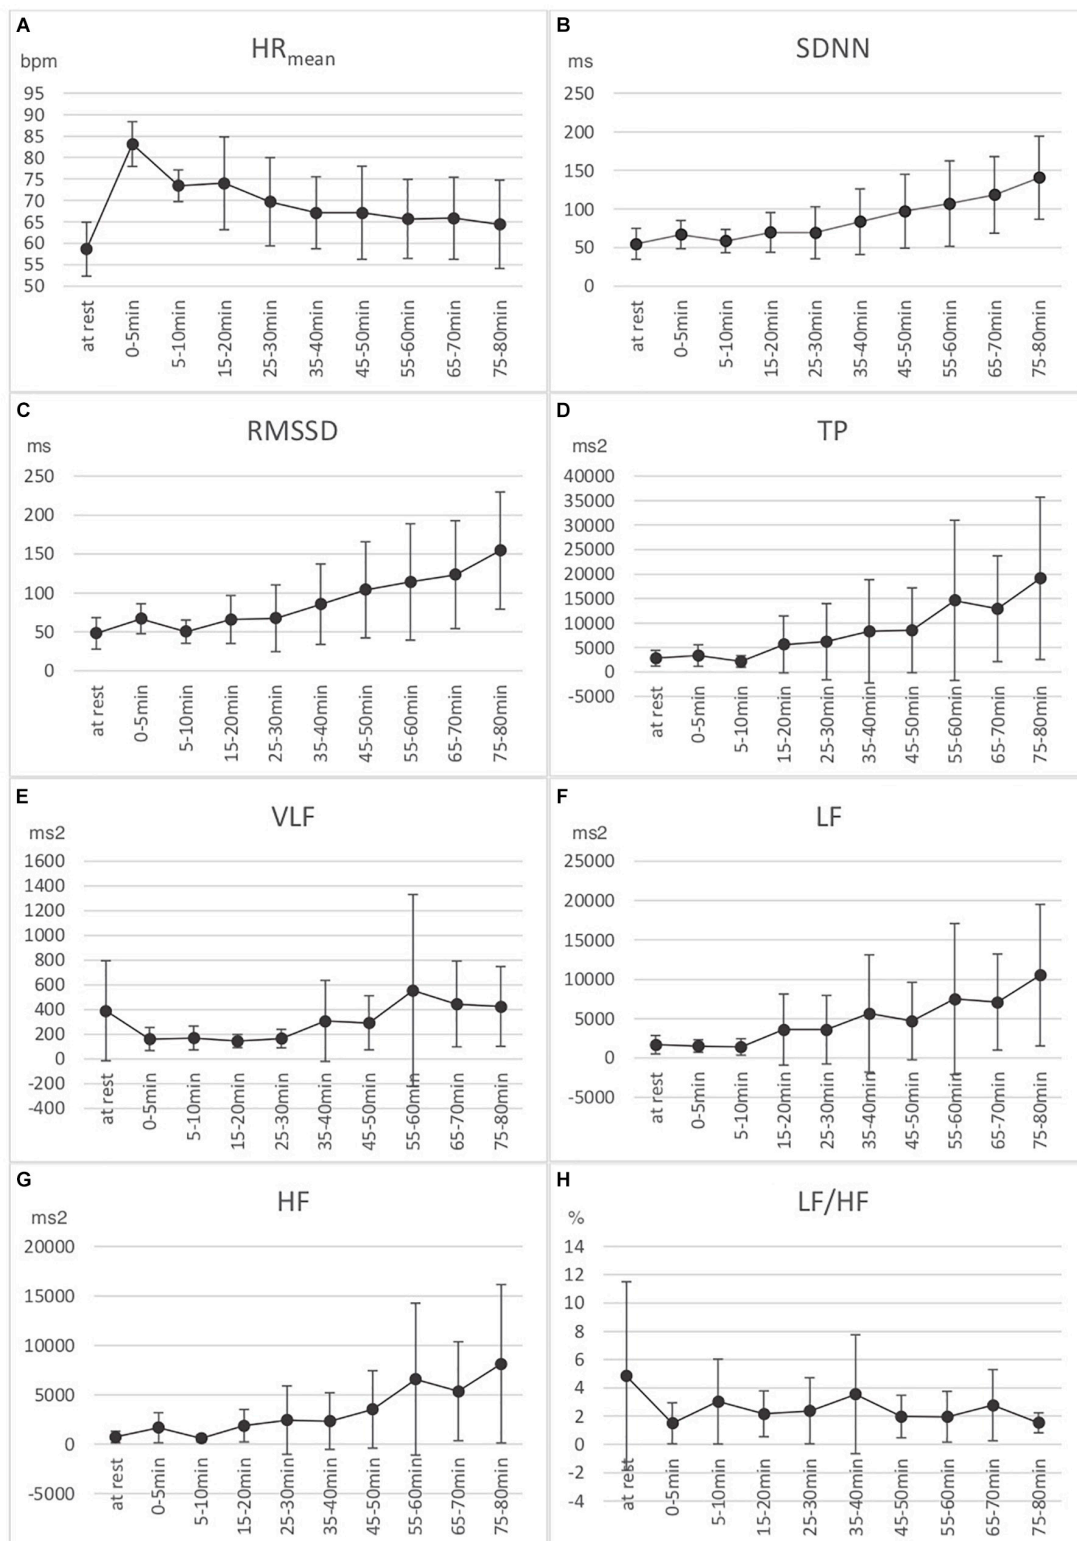 A
HRmean
bpm
95
90
85
80
75
70
65
60
55
50
at rest
0-5min
5-10min
15-20min
25-30min
35-40min
45-50min
55-60min
65-70min
75-80min
B
SDNN
ms
250
200
150
100
50
0
at rest
0-5min
5-10min
15-20min
25-30min
35-40min
45-50min
55-60min
65-70min
75-80min
C
RMSSD
ms
250
200
150
100
50
0
at rest
0-5min
5-10min
15-20min
25-30min
35-40min
45-50min
55-60min
65-70min
75-80min
D
TP
ms2
40000
35000
30000
25000
20000
15000
10000
5000
0
-5000
at rest
0-5min
5-10min
15-20min
25-30min
35-40min
45-50min
55-60min
65-70min
75-80min
E
VLF
ms2
1600
1400
1200
1000
800
600
400
200
0
-200
-400
at rest
0-5min
5-10min
15-20min
25-30min
35-40min
45-50min
55-60min
65-70min
75-80min
F
LF
ms2
25000
20000
15000
10000
5000
0
-5000
at rest
0-5min
5-10min
15-20min
25-30min
35-40min
45-50min
55-60min
65-70min
75-80min
G
HF
ms2
20000
15000
10000
5000
0
-5000
at rest
0-5min
5-10min
15-20min
25-30min
35-40min
45-50min
55-60min
65-70min
75-80min
H
LF/HF
%
14
12
10
8
6
4
2
0
-2
-4
at rest
0-5min
5-10min
15-20min
25-30min
35-40min
45-50min
55-60min
65-70min
75-80min